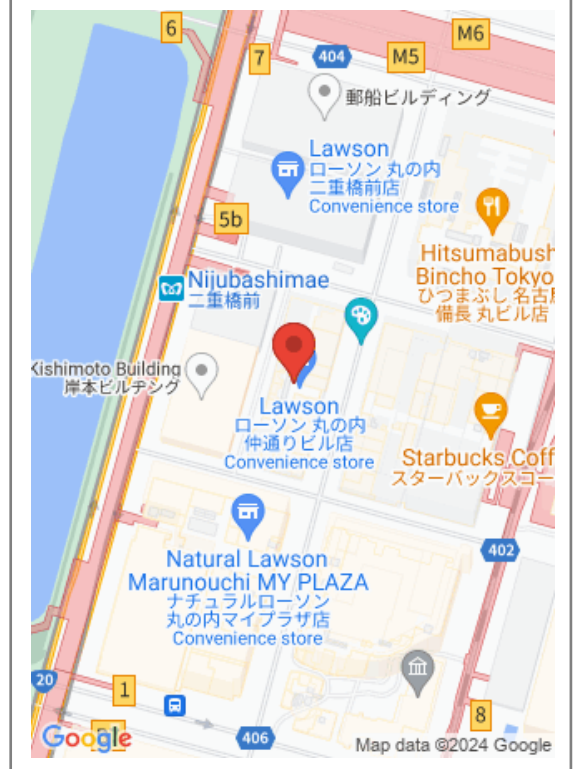 6
M6
7
404
M5
郵船ビルディング
Lawson
ローソン 丸の内
二重橋前店
Convenience store
5b
Hitsumabush
Bincho Tokyo
ひつまぶし 名古屋
備長 丸ビル店
Nijubashimae
二重橋前
Kishimoto Building
岸本ビルヂング
Lawson
ローソン 丸の内
仲通りビル店
Convenience store
Starbucks Coff
スターバックスコー
402
Natural Lawson
Marunouchi MY PLAZA
ナチュラルローソン
丸の内マイプラザ店
Convenience store
20
1
8
406
Google
Map data ©2024 Google